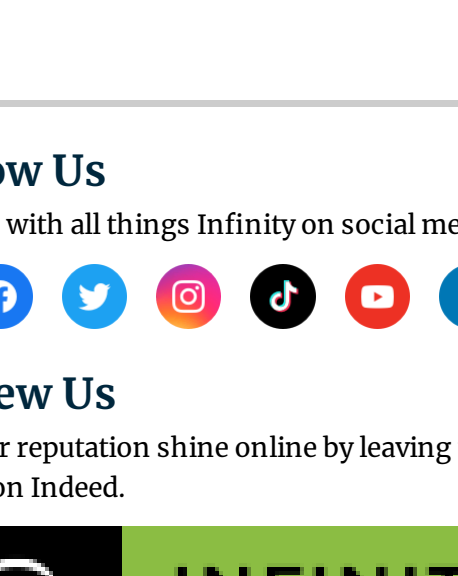 ow Us
with all things Infinity on social me
ew Us
r reputation shine online by leaving
on Indeed.